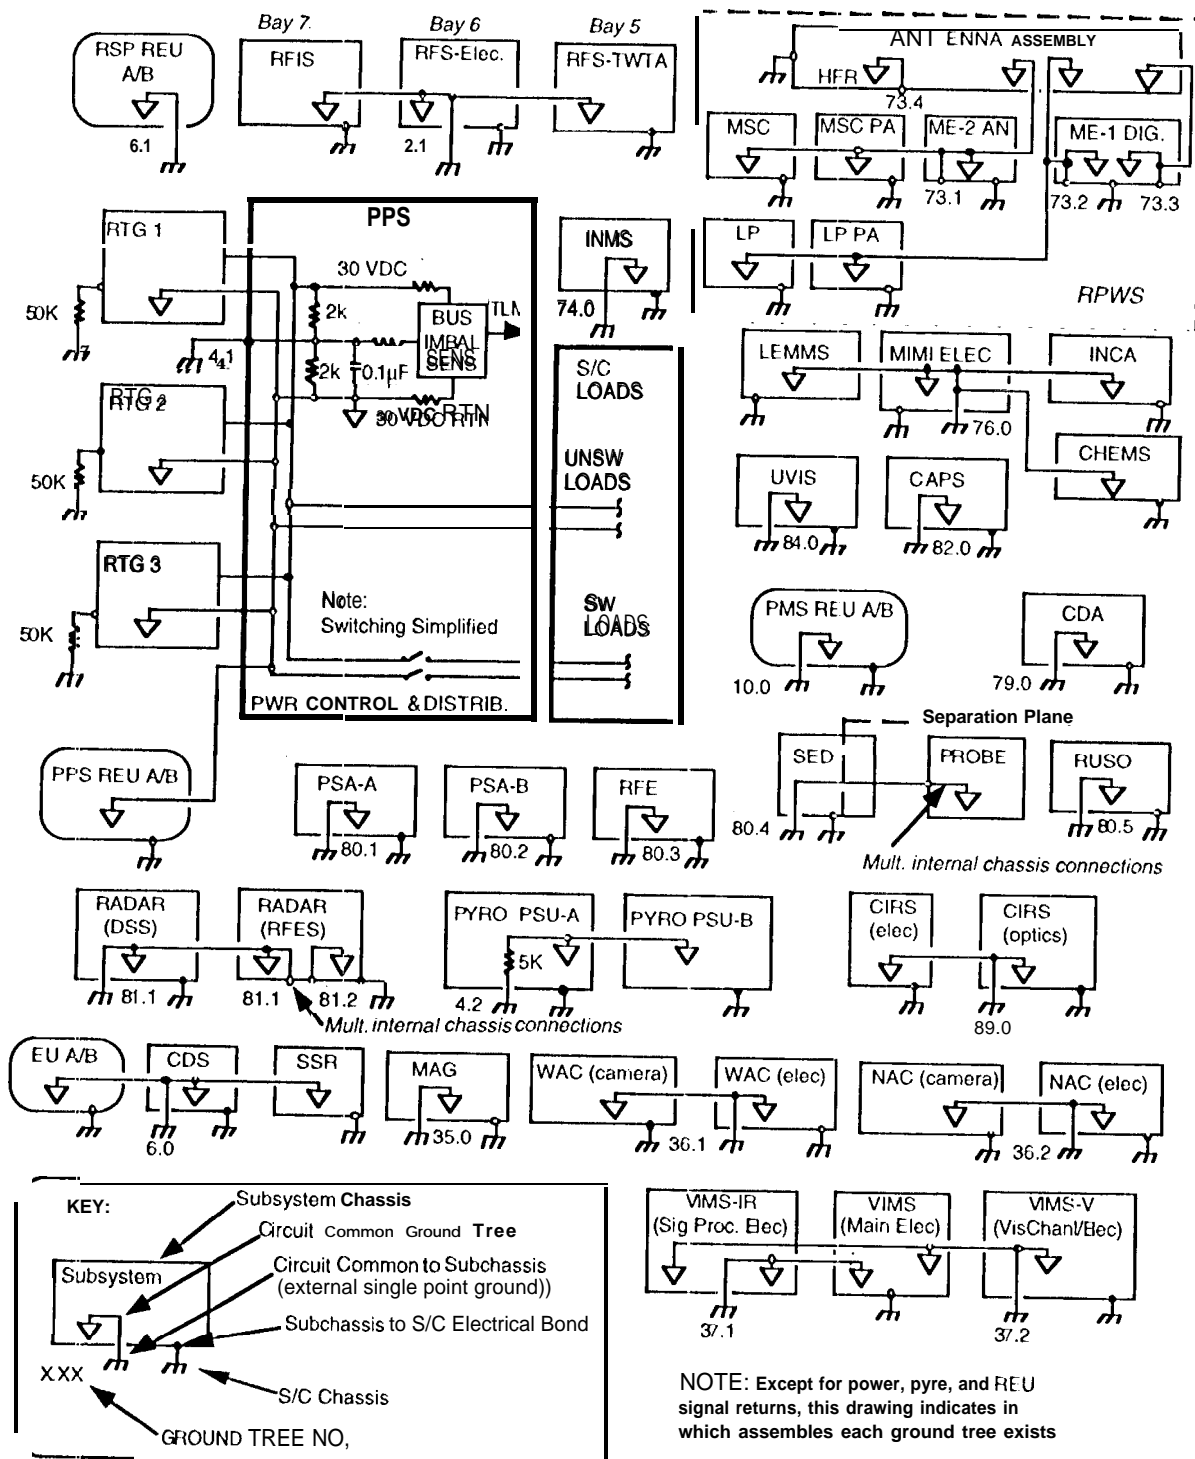 Bay 7.
Bay 6
Bay 5
RSP REU
A/B
6.1
RFIS
RFS-Elec.
2.1
RFS-TWTA
ANT ENNA ASSEMBLY
HFR
73.4
MSC
MSC PA
ME-2 AN
ME-1 DIG.
73.1
73.2
73.3
LP
LP PA
RPWS
RTG 1
50K
RTG 2
50K
RTG 3
50K
PPS
30 VDC
2k
4.1
2k
0.1µF
BUS
IMBAL
SENS
TLM
30 VDC RTN
Note:
Switching Simplified
PWR CONTROL & DISTRIB.
INMS
74.0
S/C
LOADS
UNSW
LOADS
SW
LOADS
LEMMS
MIMI ELEC
INCA
76.0
CHEMS
UVIS
84.0
CAPS
82.0
PMS REU A/B
10.0
CDA
79.0
Separation Plane
PPS REU A/B
PSA-A
80.1
PSA-B
80.2
RFE
80.3
SED
80.4
PROBE
RUSO
80.5
Mult. internal chassis connections
RADAR
(DSS)
81.1
RADAR
(RFES)
81.1
81.2
Mult. internal chassis connections
PYRO PSU-A
5K
4.2
PYRO PSU-B
CIRS
(elec)
CIRS
(optics)
89.0
EU A/B
CDS
6.0
SSR
MAG
35.0
WAC (camera)
36.1
WAC (elec)
NAC (camera)
36.2
NAC (elec)
KEY:
Subsystem Chassis
Circuit Common Ground Tree
Circuit Common to Subchassis
(external single point ground))
Subsystem
Subchassis to S/C Electrical Bond
X.XX
S/C Chassis
GROUND TREE NO,
VIMS-IR
(Sig Proc. Elec)
VIMS
(Main Elec)
VIMS-V
(VisChanl/Elec)
37.1
37.2
NOTE: Except for power, pyre, and REU
signal returns, this drawing indicates in
which assembles each ground tree exists